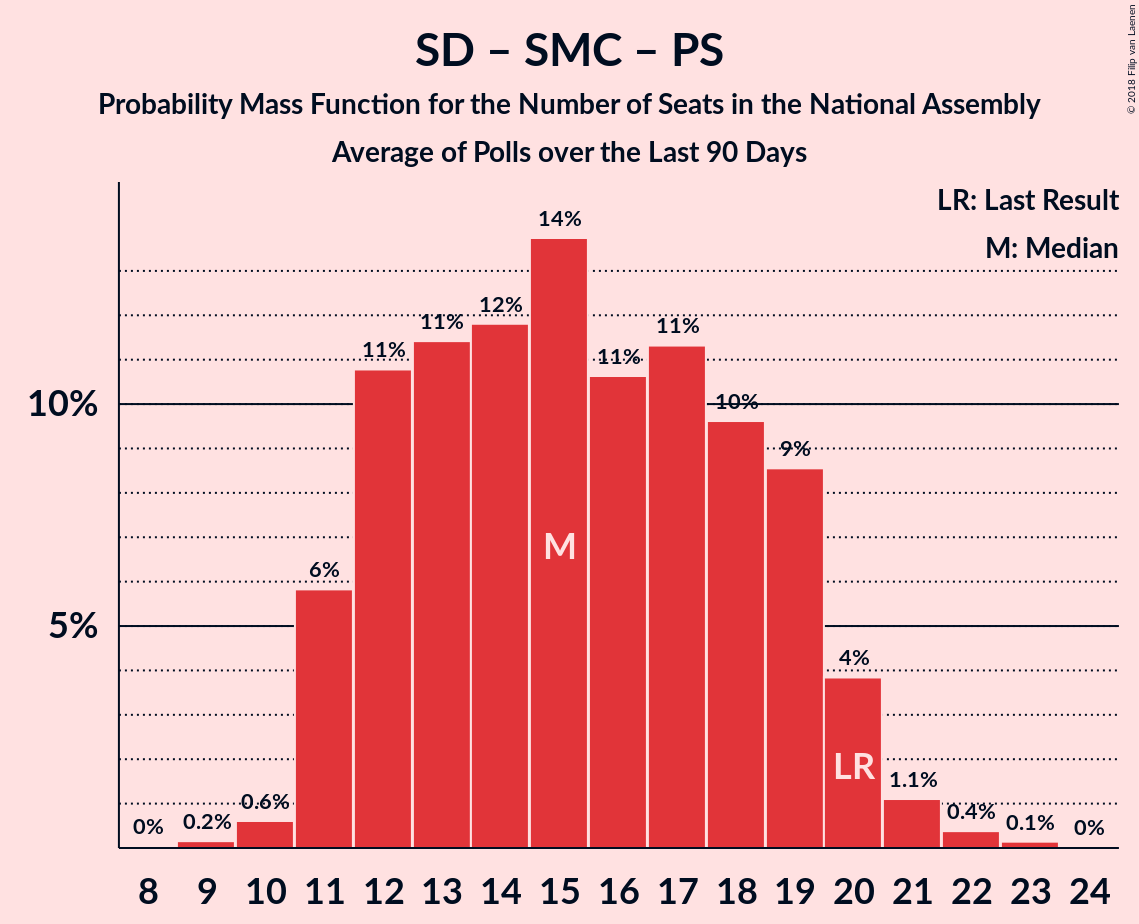 SD – SMC – PS
Probability Mass Function for the Number of Seats in the National Assembly
Average of Polls over the Last 90 Days
© 2018 Filip van Laenen
LR: Last Result
M: Median
14%
12%
11%
11%
11%
11%
10%
10%
9%
M
6%
5%
4%
LR
1.1%
0.6%
0.4%
0%
0.2%
0.1%
0%
8 9 10 11 12 13 14 15 16 17 18 19 20 21 22 23 24